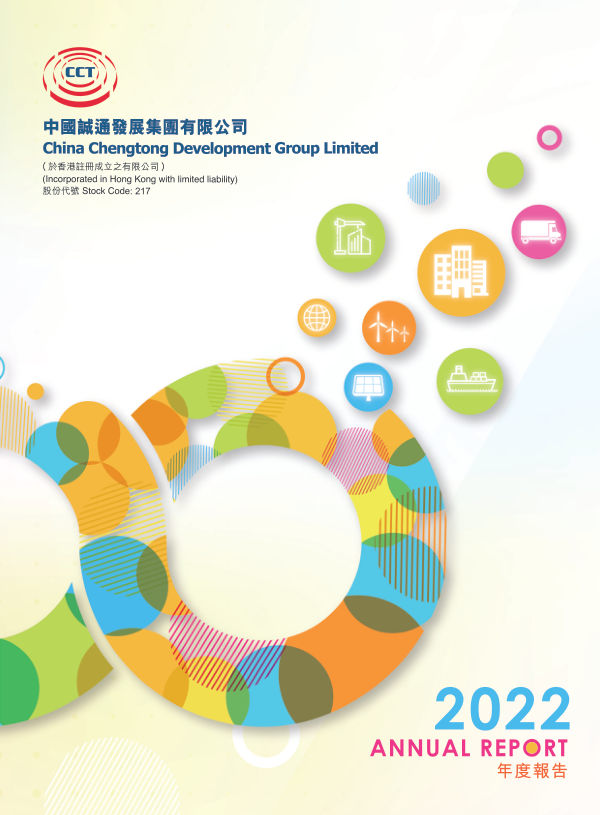 CCT
中國誠通發展集團有限公司
China Chengtong Development Group Limited
(於香港註冊成立之有限公司)
(Incorporated in Hong Kong with limited liability)
股份代號 Stock Code: 217
2022
ANNUAL REPORT
年度報告